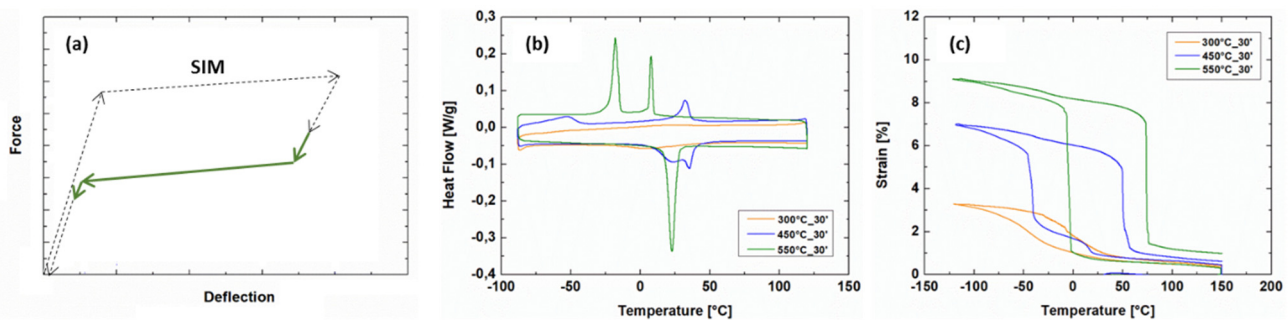 (a)
SIM
Force
Deflection
(b)
0,3
0,2
0,1
0,0
-0,1
-0,2
-0,3
-0,4
Heat Flow [W/g]
300°C_30'
450°C_30'
550°C_30'
-100 -50 0 50 100 150
Temperature [°C]
(c)
12
10
8
6
4
2
0
Strain [%]
300°C_30'
450°C_30'
550°C_30'
-150 -100 -50 0 50 100 150 200
Temperature [°C]